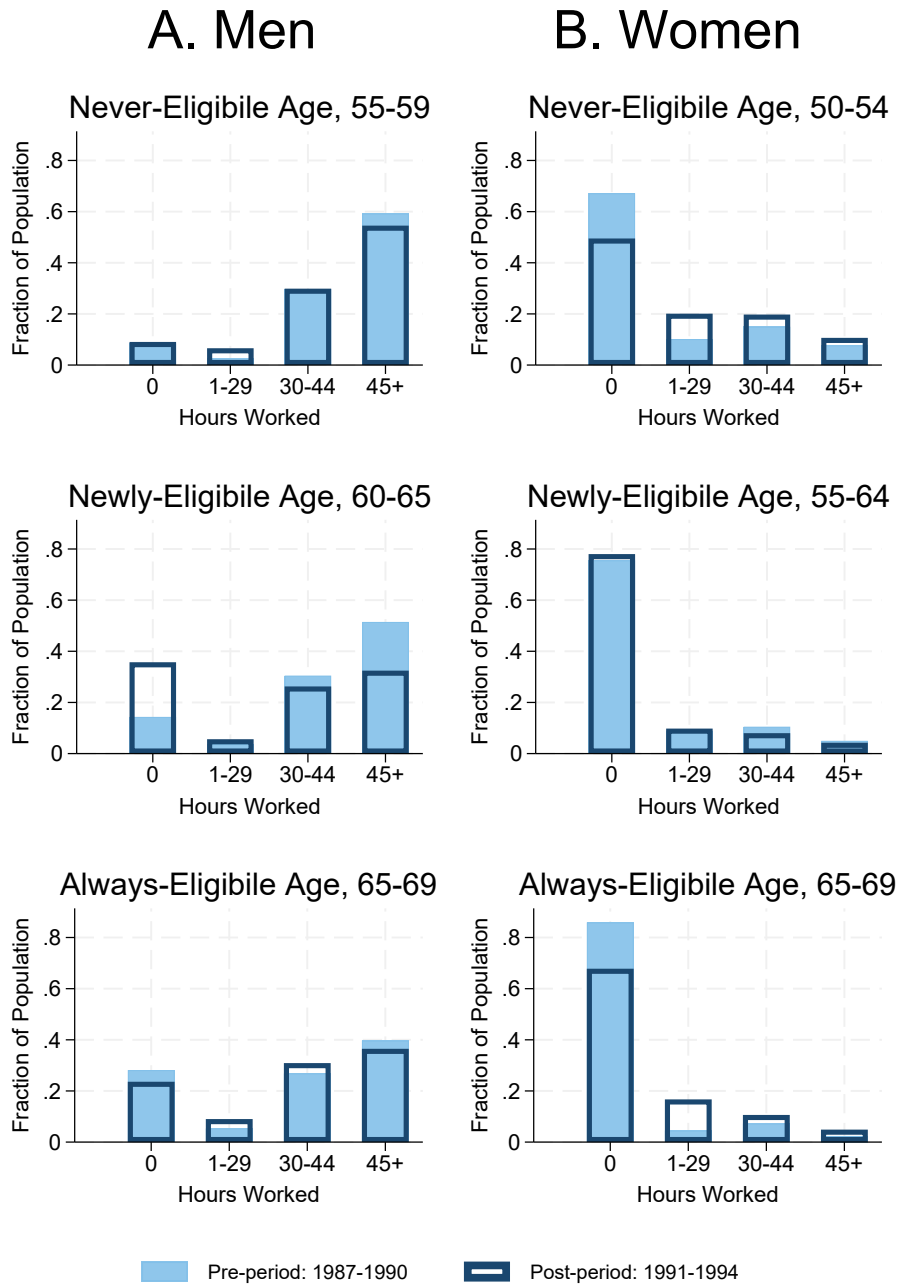 A. Men
B. Women
Never-Eligibile Age, 55-59
Fraction of Population
.8
.6
.4
.2
0
0 1-29 30-44 45+
Hours Worked
Never-Eligibile Age, 50-54
Fraction of Population
.8
.6
.4
.2
0
0 1-29 30-44 45+
Hours Worked
Newly-Eligibile Age, 60-65
Fraction of Population
.8
.6
.4
.2
0
0 1-29 30-44 45+
Hours Worked
Newly-Eligibile Age, 55-64
Fraction of Population
.8
.6
.4
.2
0
0 1-29 30-44 45+
Hours Worked
Always-Eligibile Age, 65-69
Fraction of Population
.8
.6
.4
.2
0
0 1-29 30-44 45+
Hours Worked
Always-Eligibile Age, 65-69
Fraction of Population
.8
.6
.4
.2
0
0 1-29 30-44 45+
Hours Worked
Pre-period: 1987-1990
Post-period: 1991-1994